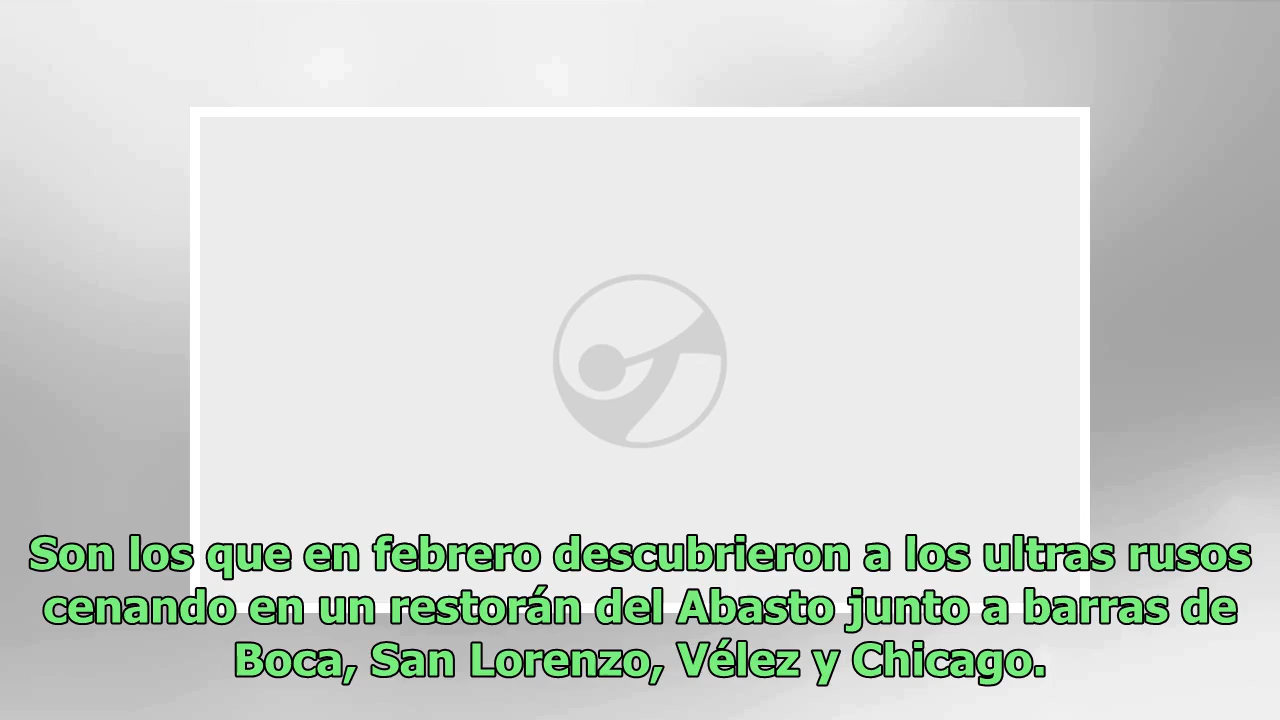 Son los que en febrero descubrieron a los ultras rusos
cenando en un restorán del Abasto junto a barras de
Boca, San Lorenzo, Vélez y Chicago.